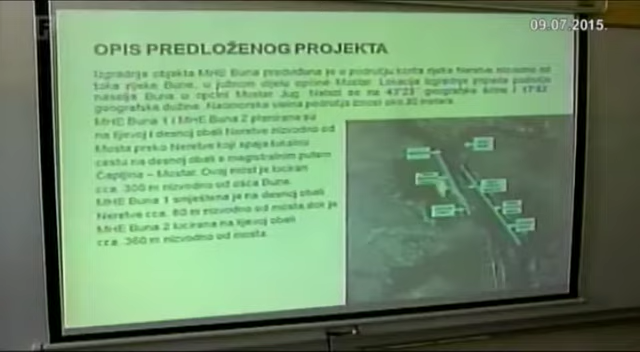 09.07.2015.
OPIS PREDLOŽENOG PROJEKTA
Izgradnja objekta MHE Buna predviđena je u području korita rijeke Neretve nizvodno od
toka rijeke Bune, u južnom dijelu općine Mostar. Lokacija izgradnje pripada području
naselja Buna u općini Mostar Jug. Nalazi se na 43°23' geografske širine i
geografske dužine. Nadmorska visina područja iznosi oko 30 metara.
MHE Buna 1 i MHE Buna 2 planirane su
na lijevoj i desnoj obali Neretve nizvodno od
Mosta preko Neretve koji spaja lokalnu
cestu na desnoj obali s magistralnim putem
Čapljina – Mostar. Ovaj most je lociran
cca. 300 m nizvodno od ušća Bune.
MHE Buna 1 smještena je na desnoj obali
Neretve cca. 80 m nizvodno od mosta dok je
MHE Buna 2 locirana na lijevoj obali
cca. 360 m nizvodno od mosta.